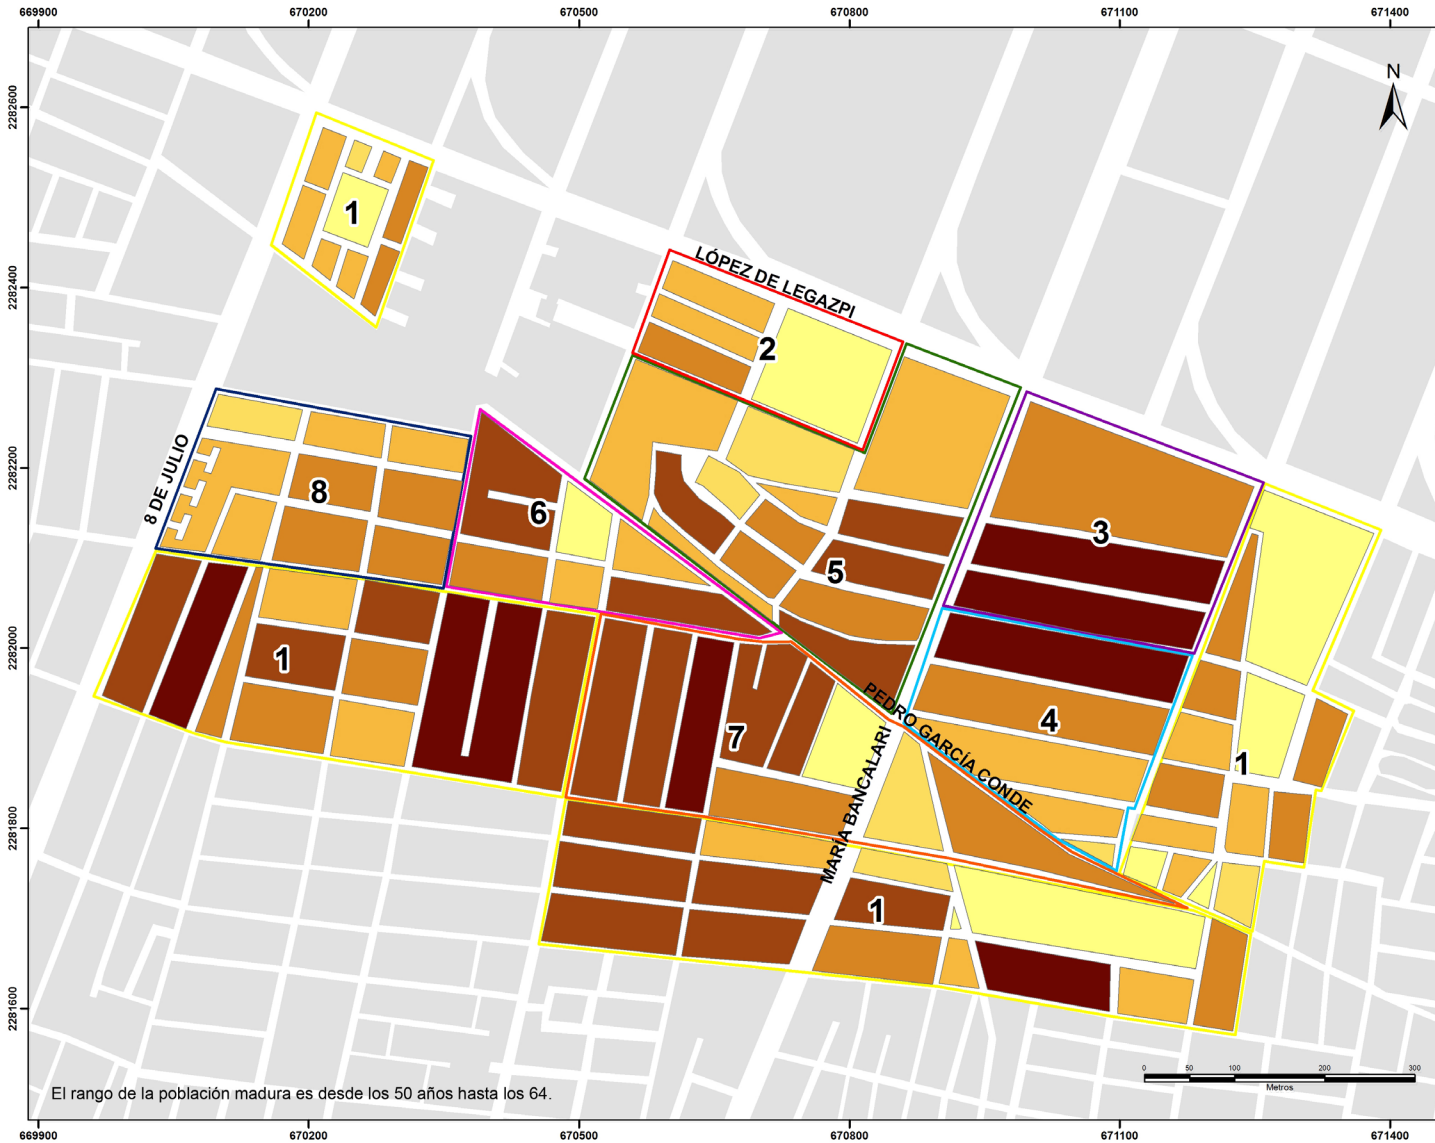 669900 670200 670500 670800 671100 671400
N
2282600
1
2282400
LÓPEZ DE LEGAZPI
2
2282200
8 DE JULIO
8
6
3
5
2282000
1
PEDRO GARCÍA CONDE
4
7
MARÍA BANCALARI
1
2281800
1
2281600
0 50 100 200 300
Metros
El rango de la población madura es desde los 50 años hasta los 64.
669900 670200 670500 670800 671100 671400